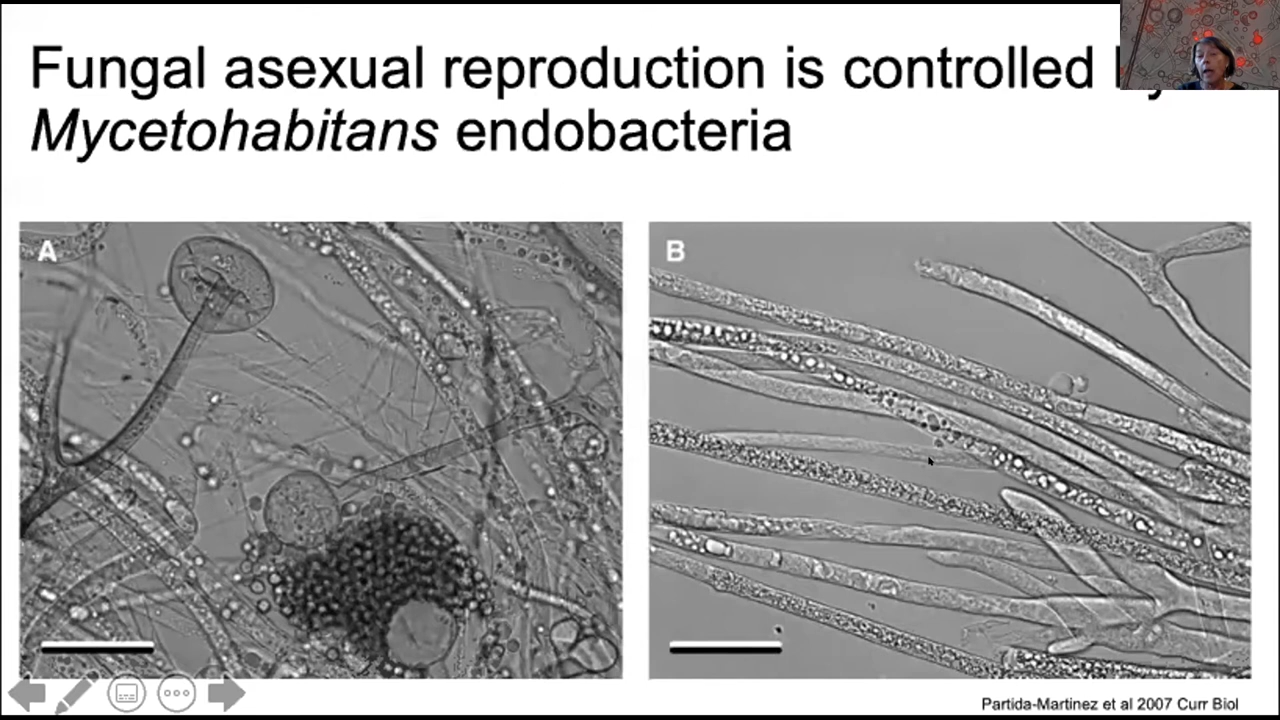 Fungal asexual reproduction is controlled
Mycetohabitans endobacteria
A
B
Partida-Martinez et al 2007 Curr Biol